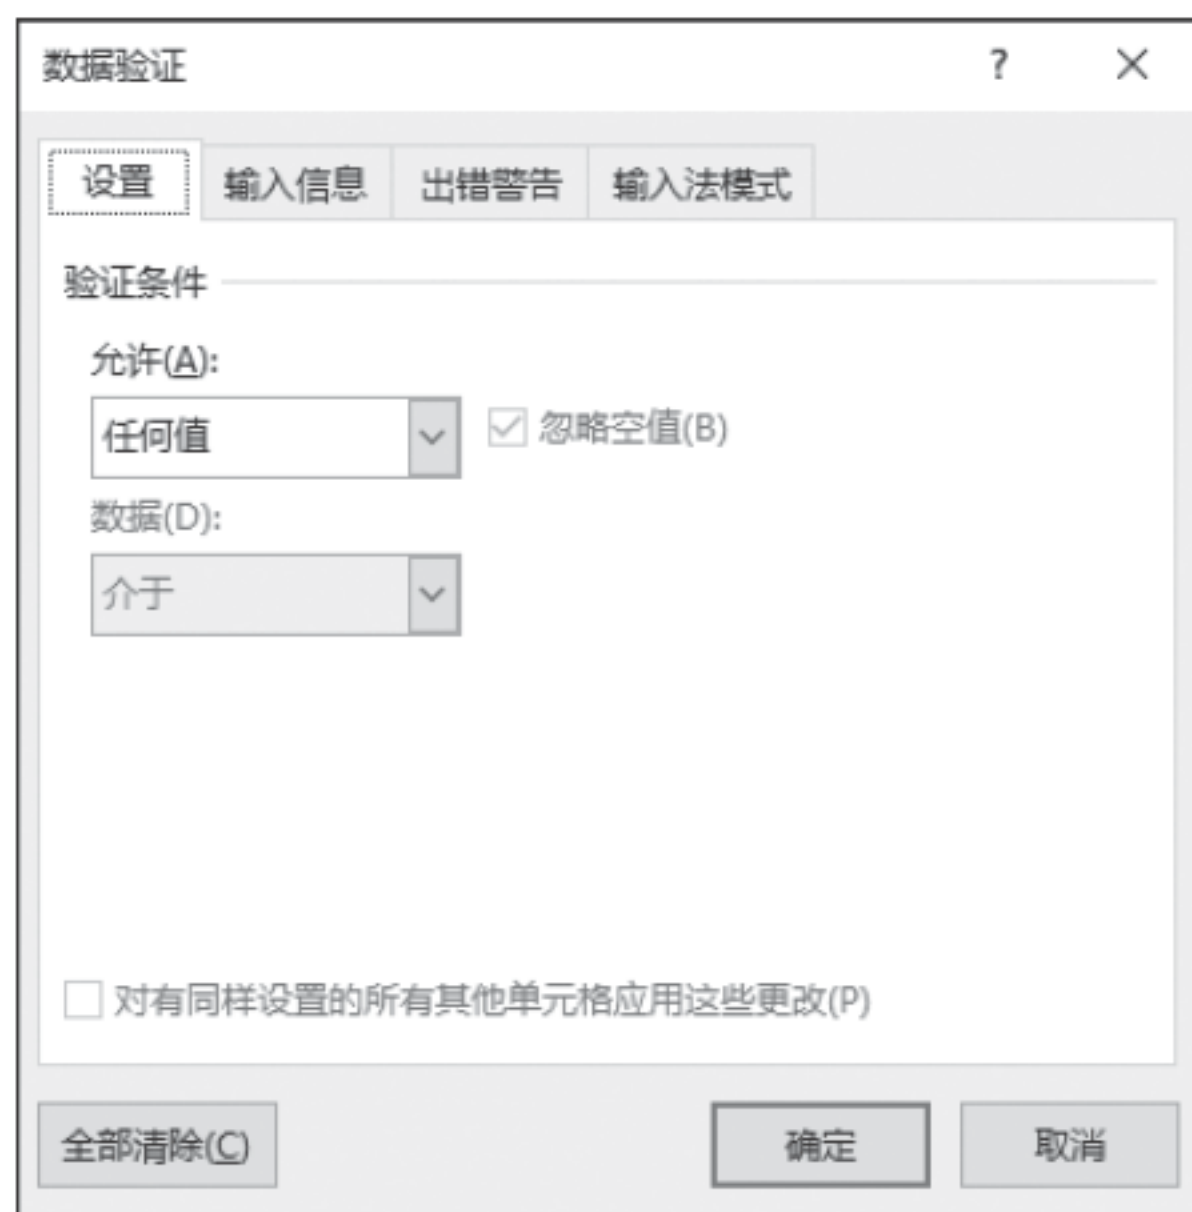 数据验证 ?
设置 输入信息 出错警告 输入法模式
验证条件
允许(A):
任何值 忽略空值(B)
数据(D):
介于
对有同样设置的所有其他单元格应用这些更改(P)
全部清除(C) 确定 取消